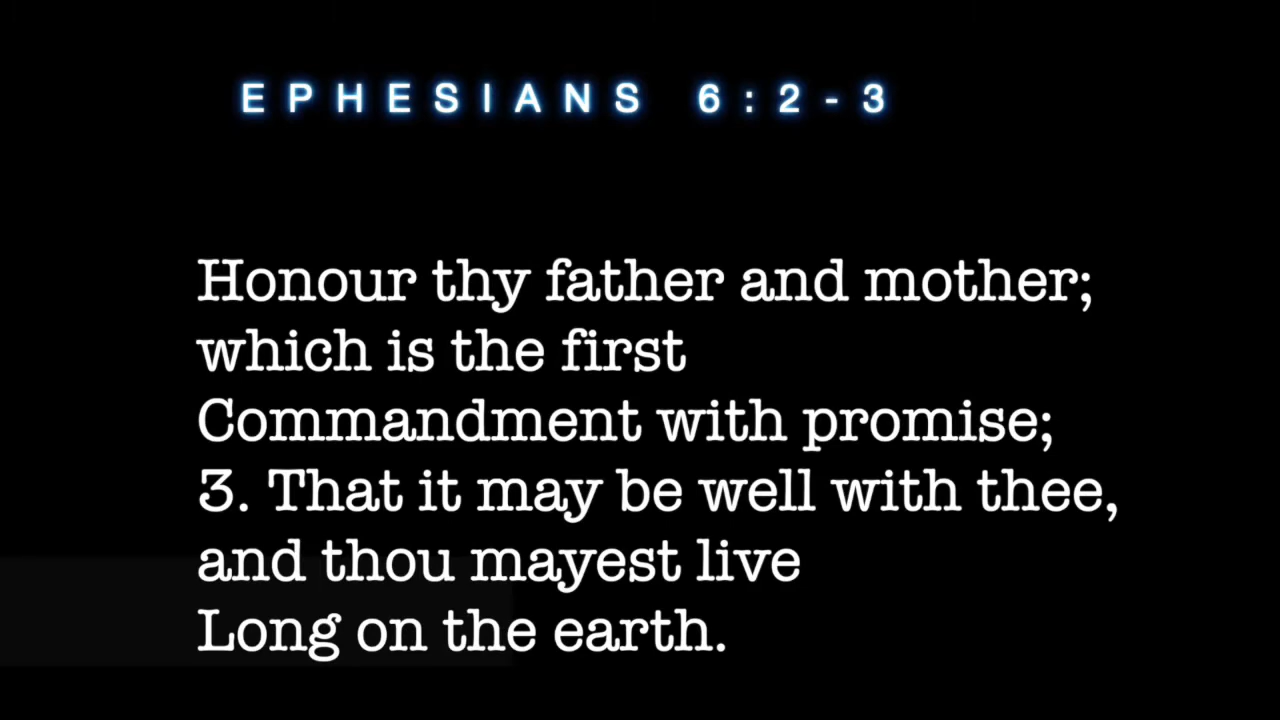 EPHESIANS 6:2-3
Honour thy father and mother;
which is the first
Commandment with promise;
3. That it may be well with thee,
and thou mayest live
Long on the earth.